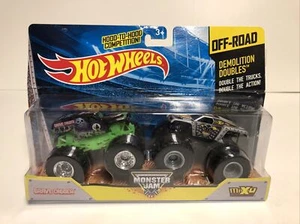 HOOD-TO-HOOD
COMPETITION!
3+
HOT WHEELS
OFF-ROAD
DEMOLITION
DOUBLES
DOUBLE THE TRUCKS.
DOUBLE THE ACTION!
MONSTER
JAM